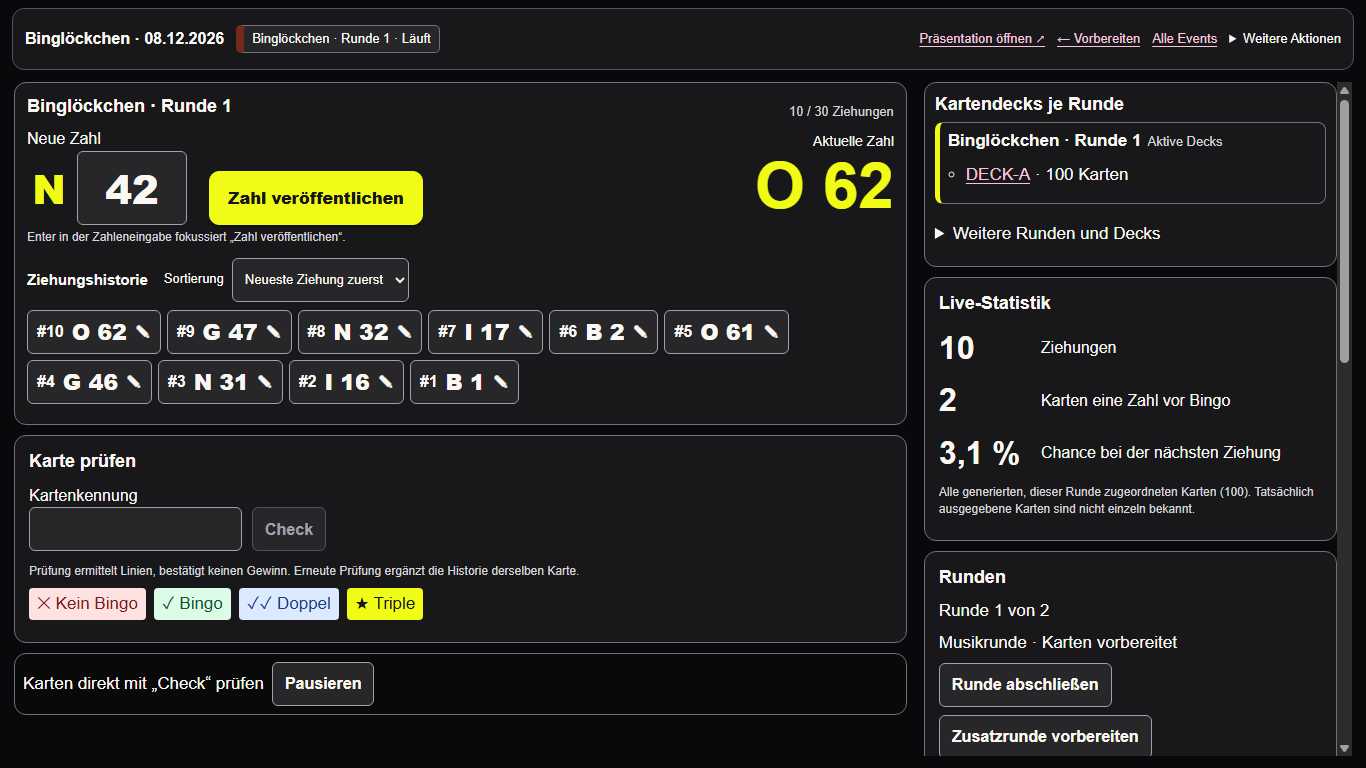 Binglöckchen · 08.12.2026
Binglöckchen · Runde 1 · Läuft
Präsentation öffnen ↗
← Vorbereiten
Alle Events
▶ Weitere Aktionen
Binglöckchen · Runde 1
10 / 30 Ziehungen
Neue Zahl
Aktuelle Zahl
N 42
Zahl veröffentlichen
O 62
Enter in der Zahleneingabe fokussiert „Zahl veröffentlichen“.
Ziehungshistorie
Sortierung
Neueste Ziehung zuerst
#10 O 62 ✎
#9 G 47 ✎
#8 N 32 ✎
#7 I 17 ✎
#6 B 2 ✎
#5 O 61 ✎
#4 G 46 ✎
#3 N 31 ✎
#2 I 16 ✎
#1 B 1 ✎
Karte prüfen
Kartenkennung
Check
Prüfung ermittelt Linien, bestätigt keinen Gewinn. Erneute Prüfung ergänzt die Historie derselben Karte.
✕ Kein Bingo
✓ Bingo
✓✓ Doppel
★ Triple
Karten direkt mit „Check“ prüfen
Pausieren
Kartendecks je Runde
Binglöckchen · Runde 1 Aktive Decks
DECK-A · 100 Karten
▶ Weitere Runden und Decks
Live-Statistik
10 Ziehungen
2 Karten eine Zahl vor Bingo
3,1 % Chance bei der nächsten Ziehung
Alle generierten, dieser Runde zugeordneten Karten (100). Tatsächlich
ausgegebene Karten sind nicht einzeln bekannt.
Runden
Runde 1 von 2
Musikrunde · Karten vorbereitet
Runde abschließen
Zusatzrunde vorbereiten